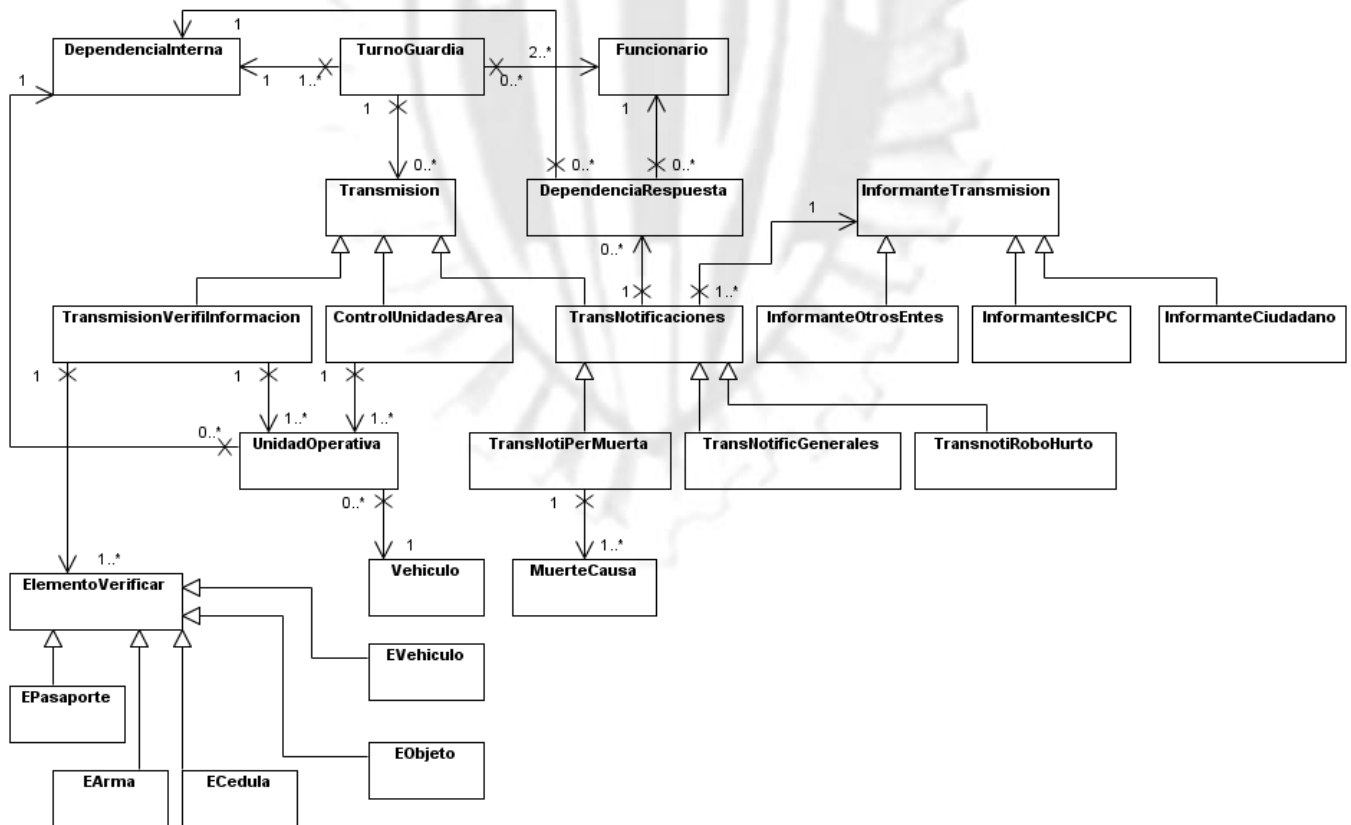 1
DependenciaInterna
TurnoGuardia
Funcionario
1
1
1..*
0..*
2..*
1
0..*
1
0..*
0..*
Transmision
DependenciaRespuesta
InformanteTransmision
1
0..*
1
1..*
TransmisionVerifiInformacion
ControlUnidadesArea
TransNotificaciones
InformanteOtrosEntes
InformantesICPC
InformanteCiudadano
1
1
1
1..*
1..*
0..*
UnidadOperativa
TransNotiPerMuerta
TransNotificGenerales
TransnotiRoboHurto
0..*
1
1
1..*
1..*
ElementoVerificar
Vehiculo
MuerteCausa
EVehiculo
EPasaporte
EObjeto
EArma
ECedula